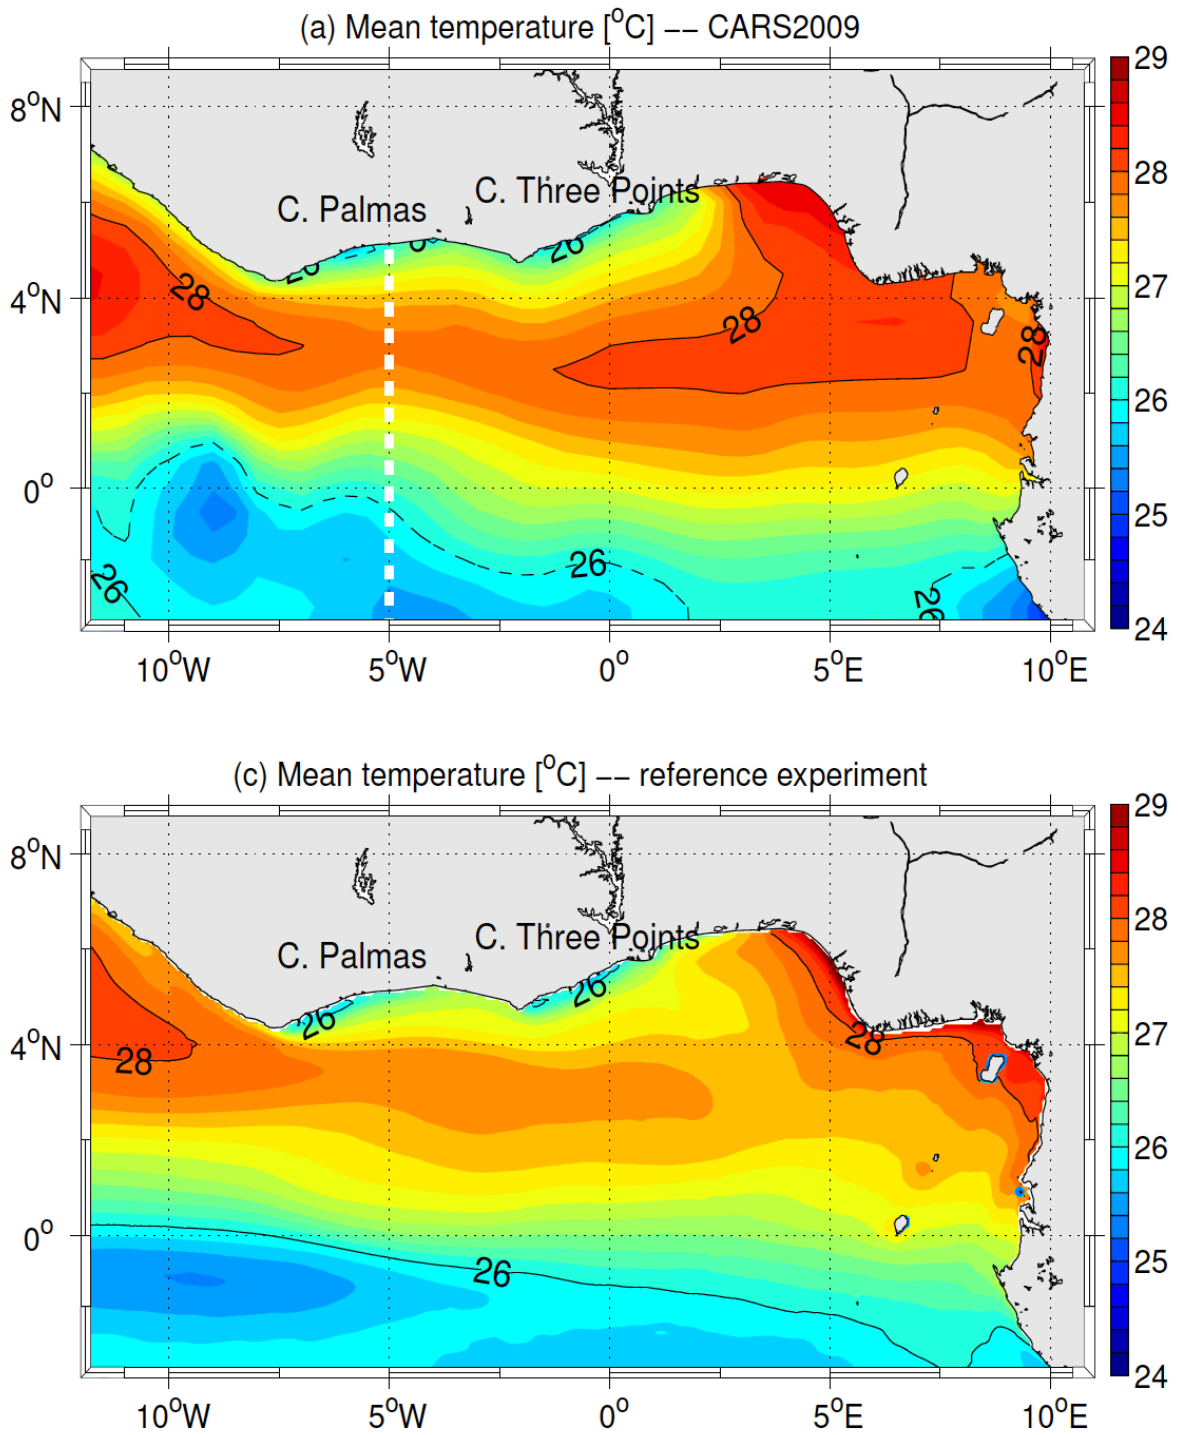 (a) Mean temperature [°C] −− CARS2009
29
28
27
26
25
24
8°N
4°N
0°
C. Three Points
C. Palmas
28
26
26
28
28
26
26
26
10°W
5°W
0°
5°E
10°E
(c) Mean temperature [°C] −− reference experiment
29
28
27
26
25
24
8°N
4°N
0°
C. Three Points
C. Palmas
26
26
28
28
26
10°W
5°W
0°
5°E
10°E